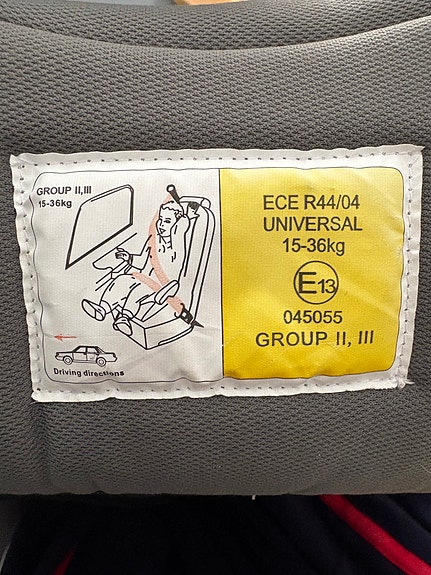 GROUP II,III
15-36kg
Driving directions
ECE R44/04
UNIVERSAL
15-36kg
E13
045055
GROUP II, III